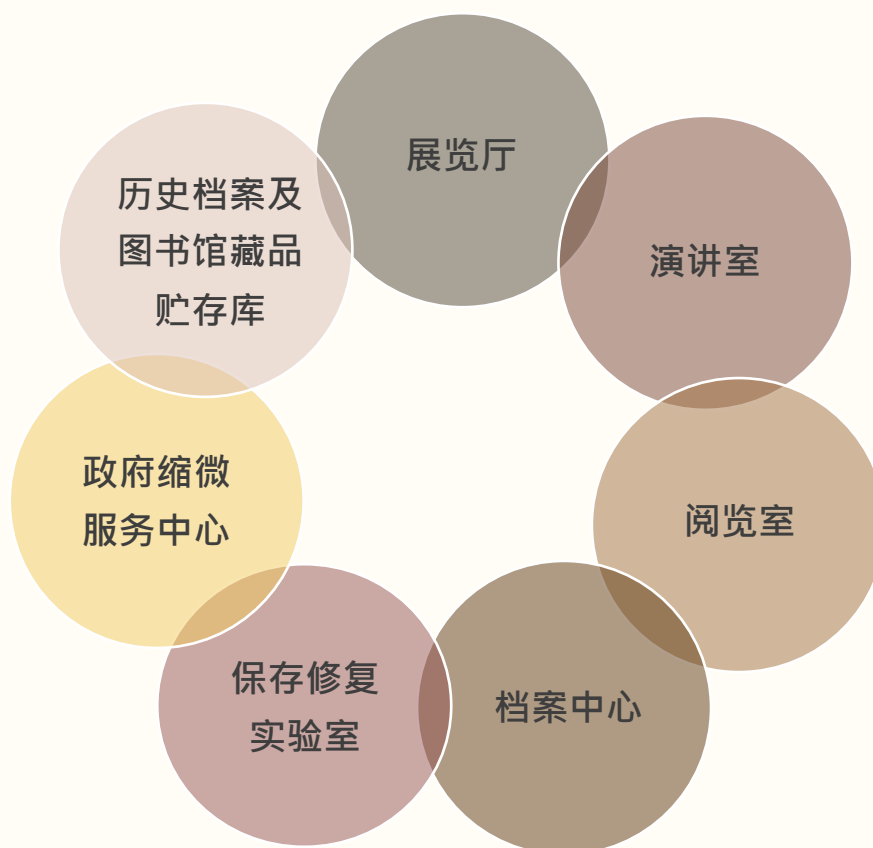 展览厅
演讲室
阅览室
档案中心
保存修复
实验室
政府缩微
服务中心
历史档案及
图书馆藏品
贮存库